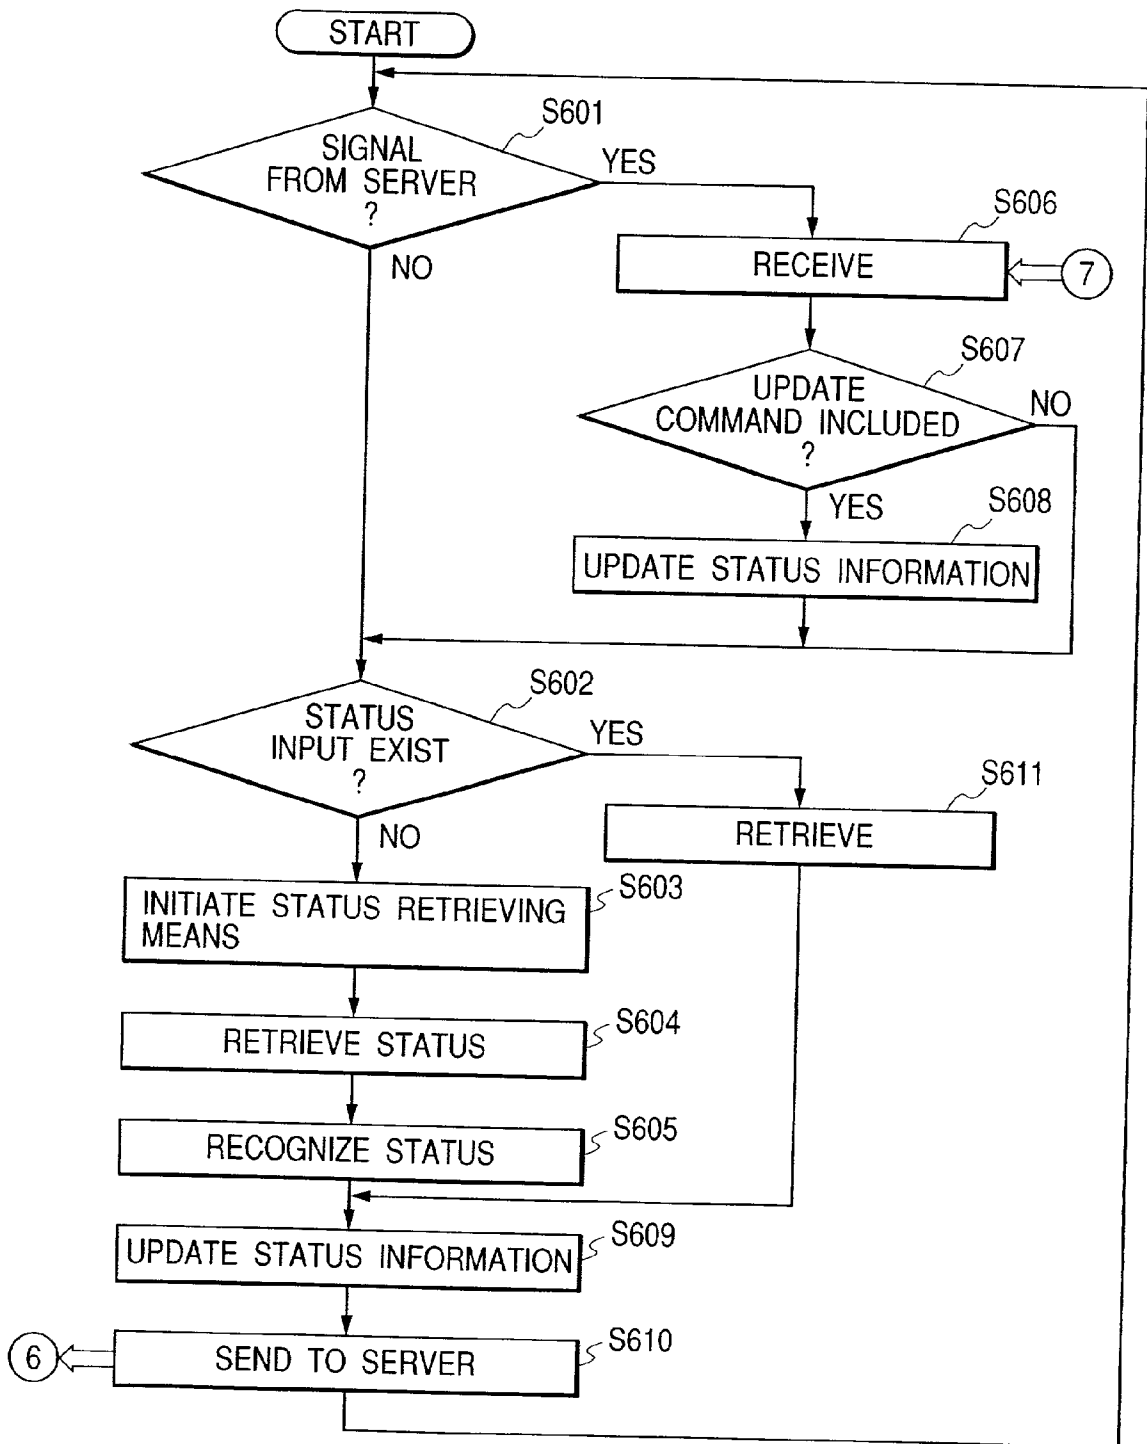 START
S601
SIGNAL
FROM SERVER
?
YES
NO
S606
RECEIVE
7
S607
UPDATE
COMMAND INCLUDED
?
NO
YES
S608
UPDATE STATUS INFORMATION
S602
STATUS
INPUT EXIST
?
YES
NO
S611
RETRIEVE
S603
INITIATE STATUS RETRIEVING
MEANS
S604
RETRIEVE STATUS
S605
RECOGNIZE STATUS
S609
UPDATE STATUS INFORMATION
S610
SEND TO SERVER
6